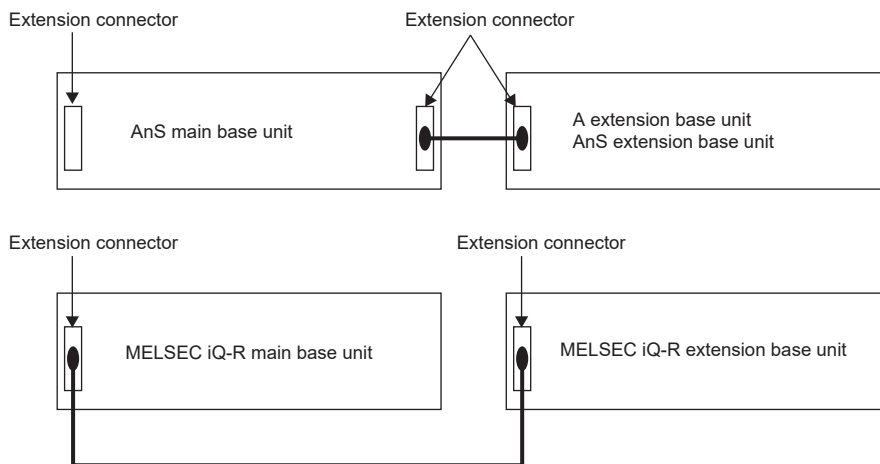 Extension connector
Extension connector
AnS main base unit
A extension base unit
AnS extension base unit
Extension connector
Extension connector
MELSEC iQ-R main base unit
MELSEC iQ-R extension base unit